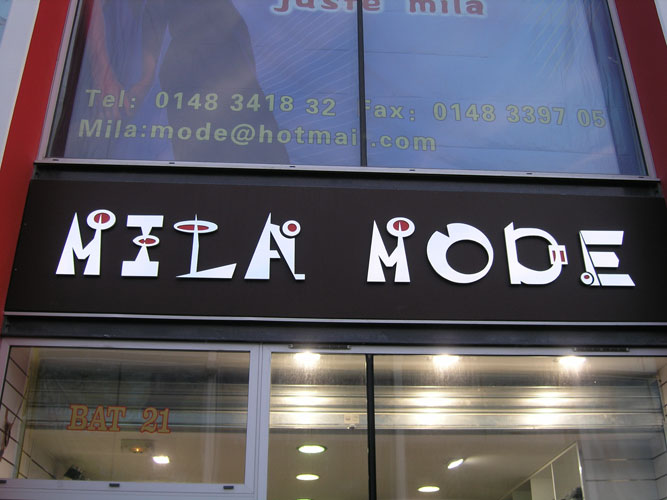 juste mila
Tel: 0148 3418 32 Fax: 0148 3397 05
Mila:mode@hotmail.com
MILA MODE
BAT 21